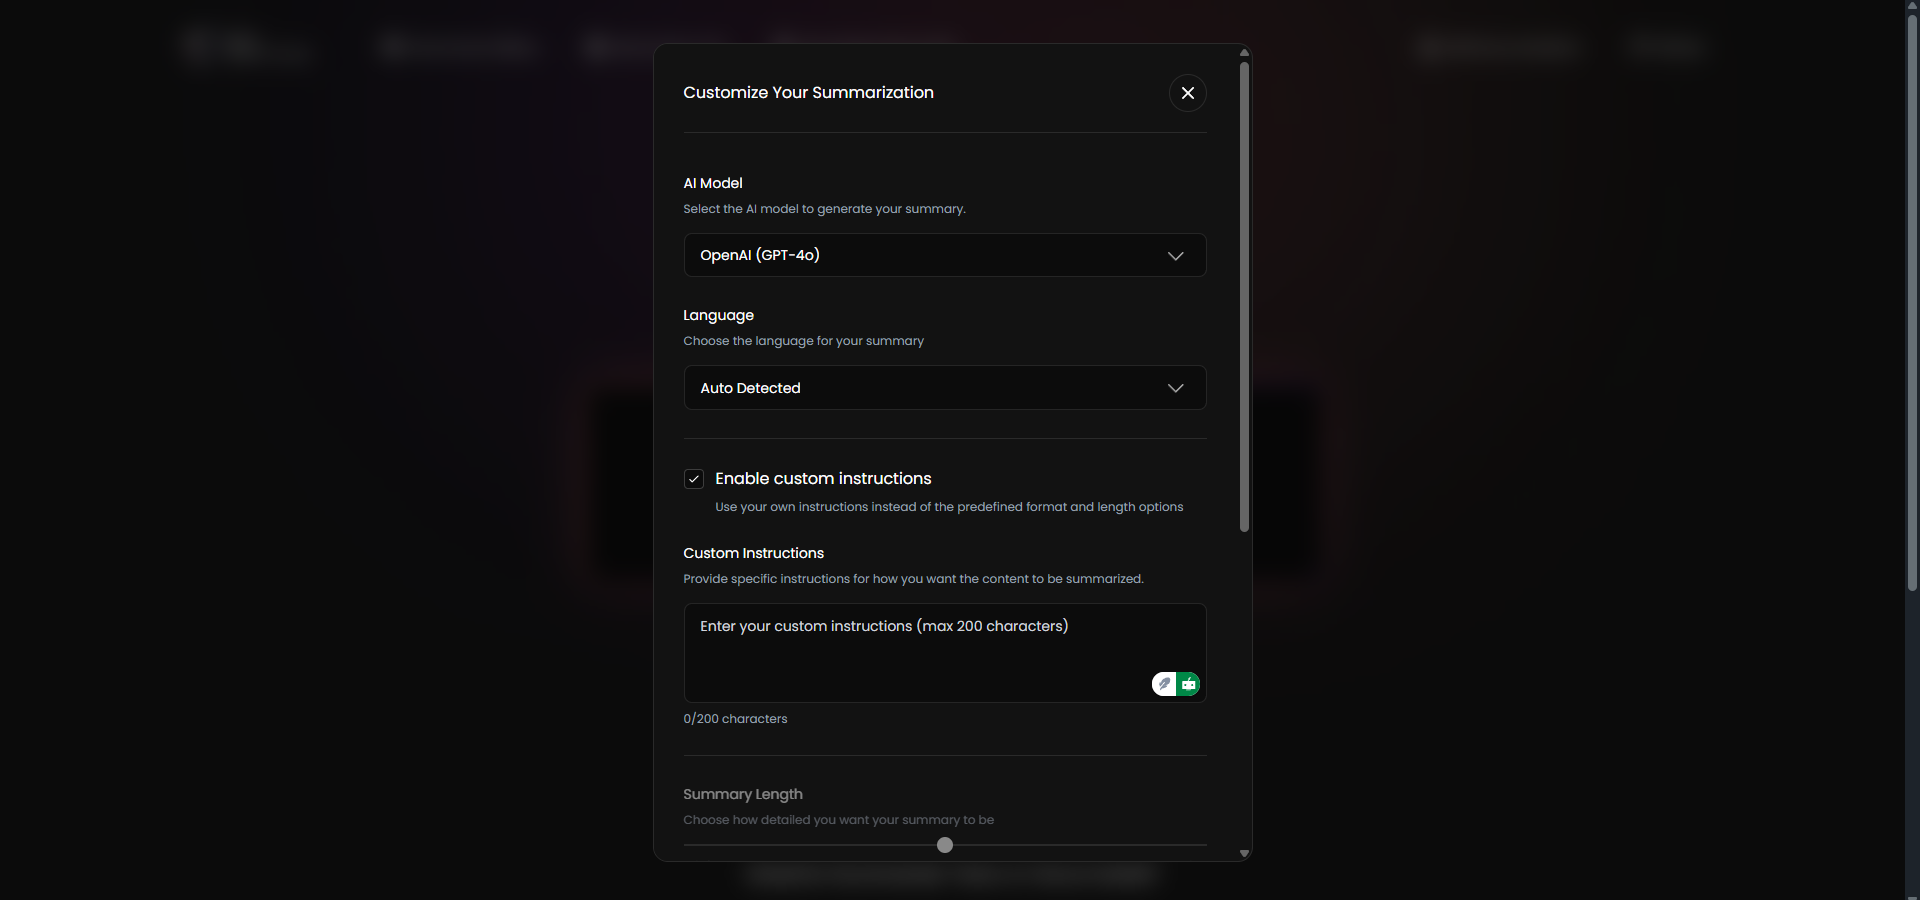 Customize Your Summarization
AI Model
Select the AI model to generate your summary.
OpenAI (GPT-4o)
Language
Choose the language for your summary
Auto Detected
Enable custom instructions
Use your own instructions instead of the predefined format and length options
Custom Instructions
Provide specific instructions for how you want the content to be summarized.
Enter your custom instructions (max 200 characters)
0/200 characters
Summary Length
Choose how detailed you want your summary to be